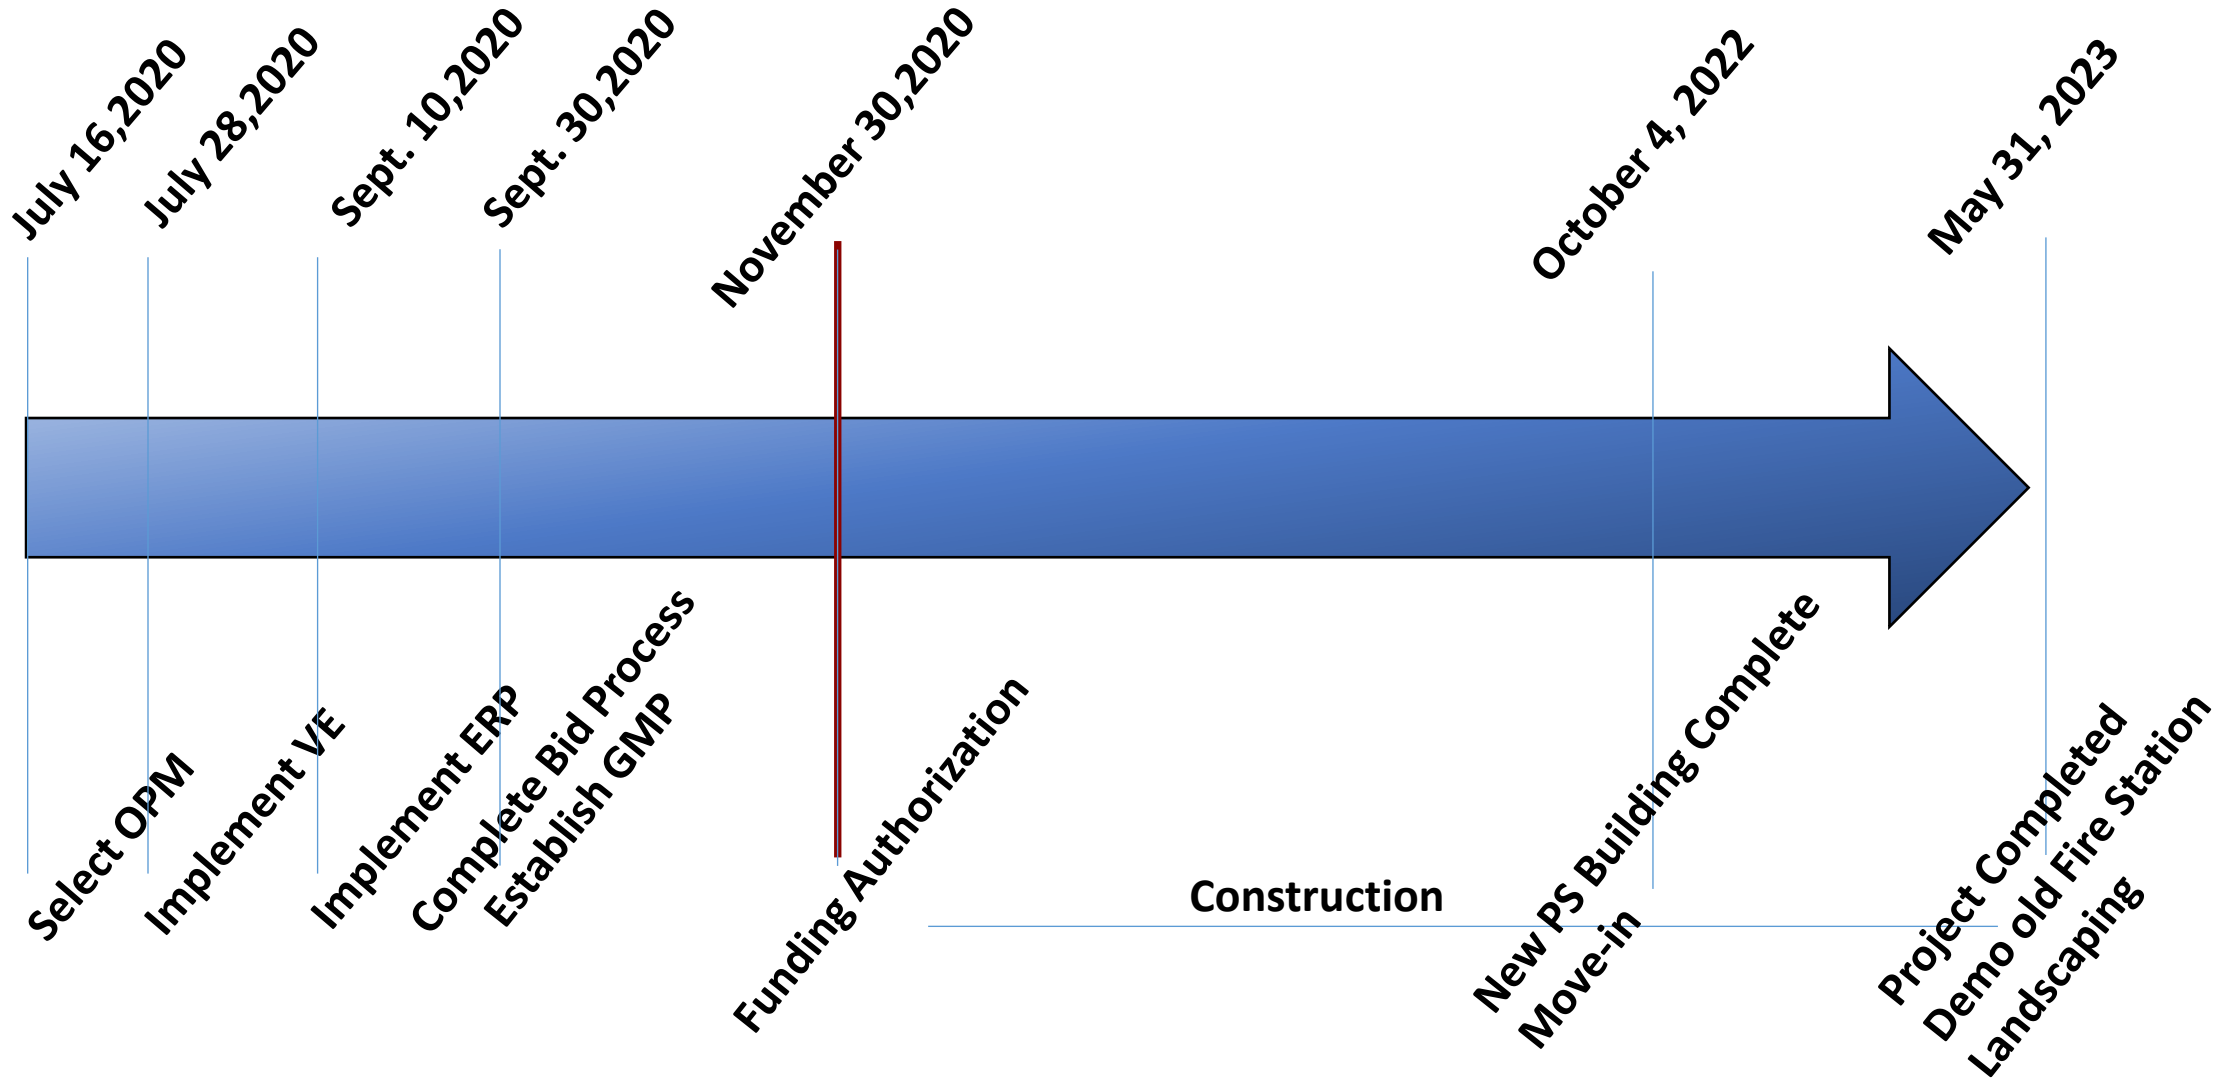 July 16,2020
July 28,2020
Sept. 10,2020
Sept. 30,2020
November 30,2020
October 4, 2022
May 31, 2023
Select OPM
Implement VE
Implement ERP
Complete Bid Process
Establish GMP
Funding Authorization
Construction
New PS Building Complete
Move-in
Project Completed
Demo old Fire Station
Landscaping